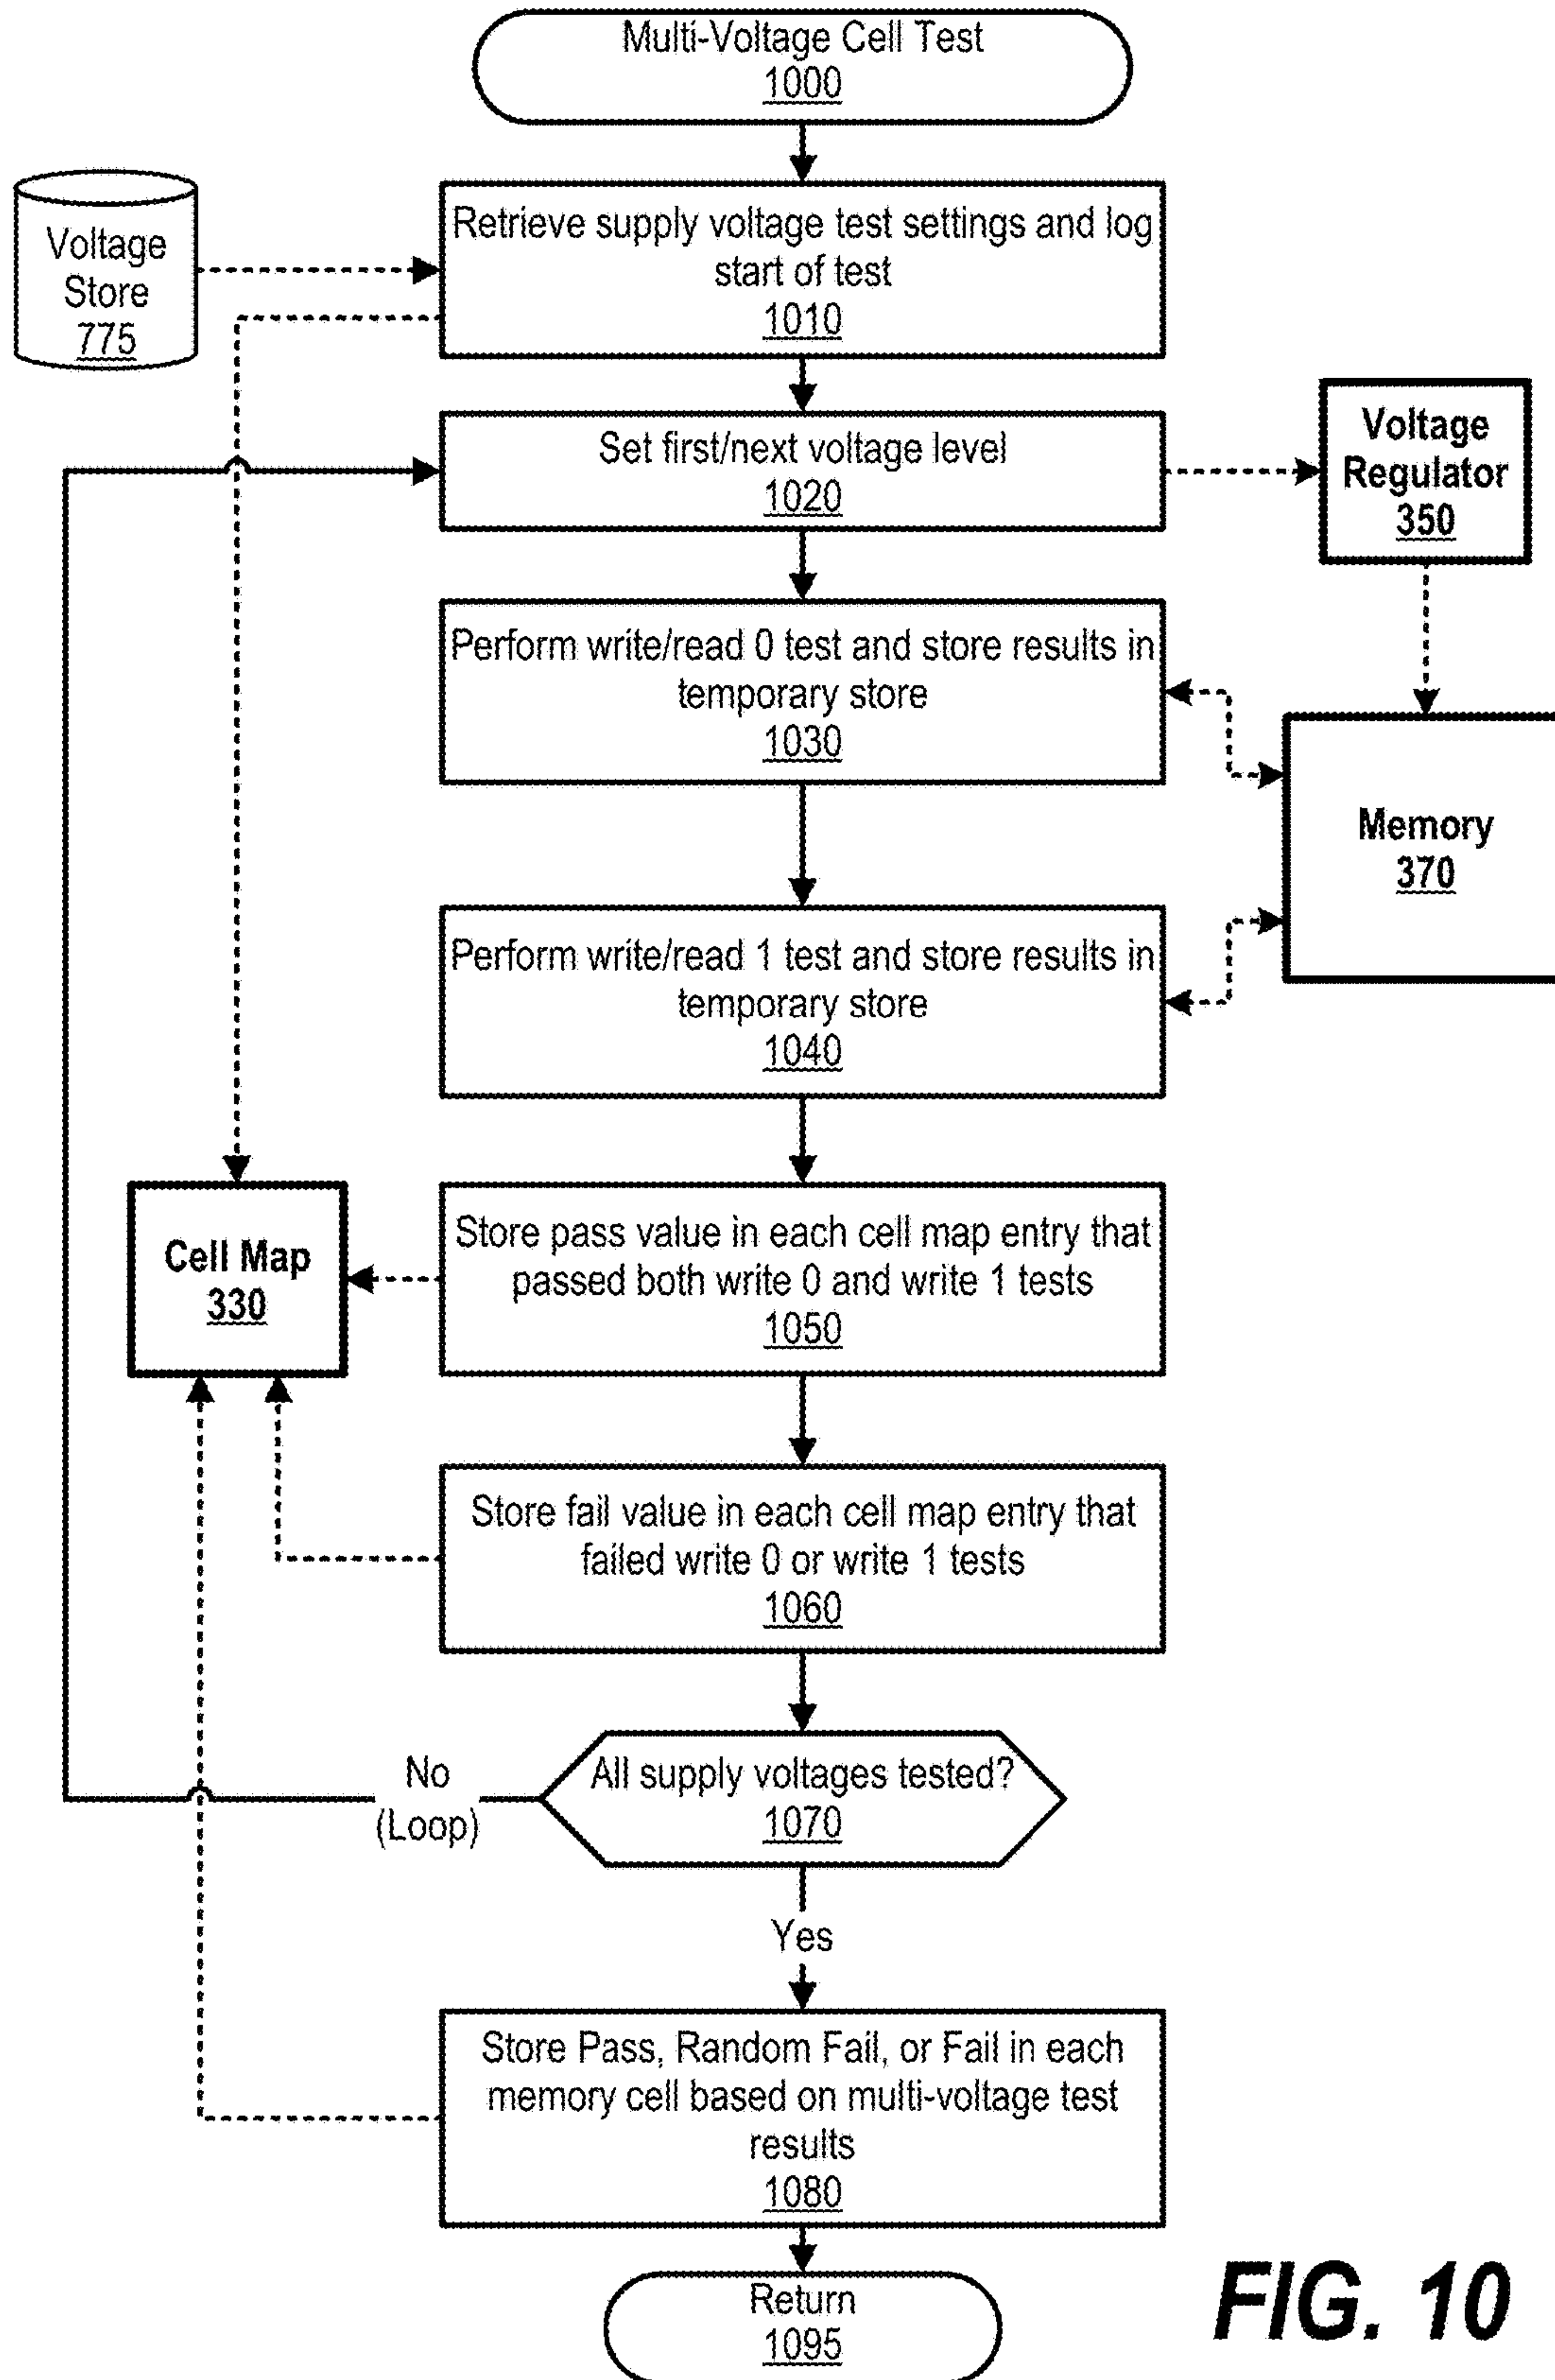 Multi-Voltage Cell Test
1000
Voltage
Store
775
Retrieve supply voltage test settings and log
start of test
1010
Set first/next voltage level
1020
Voltage
Regulator
350
Perform write/read 0 test and store results in
temporary store
1030
Memory
370
Perform write/read 1 test and store results in
temporary store
1040
Cell Map
330
Store pass value in each cell map entry that
passed both write 0 and write 1 tests
1050
Store fail value in each cell map entry that
failed write 0 or write 1 tests
1060
All supply voltages tested?
1070
No
(Loop)
Yes
Store Pass, Random Fail, or Fail in each
memory cell based on multi-voltage test
results
1080
Return
1095
FIG. 10